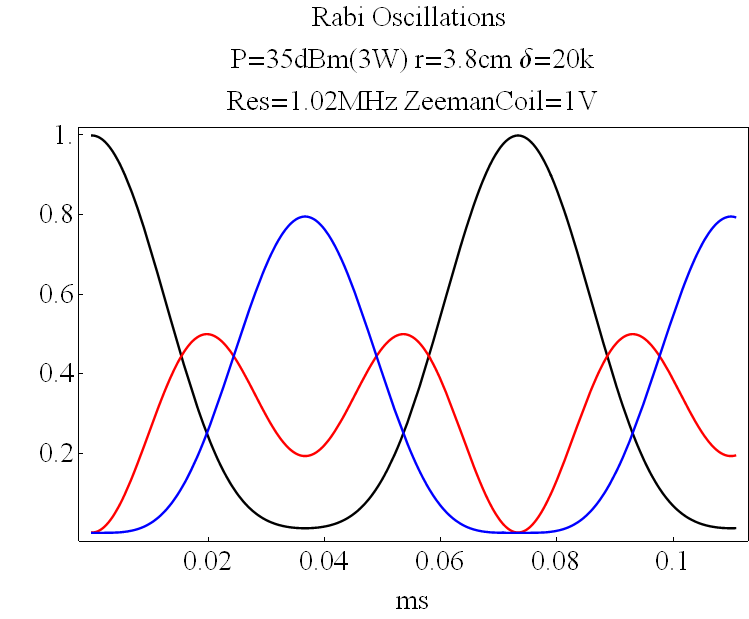 Rabi Oscillations
P=35dBm(3W) r=3.8cm δ=20k
Res=1.02MHz ZeemanCoil=1V
1.
0.8
0.6
0.4
0.2
0.02 0.04 0.06 0.08 0.1
ms